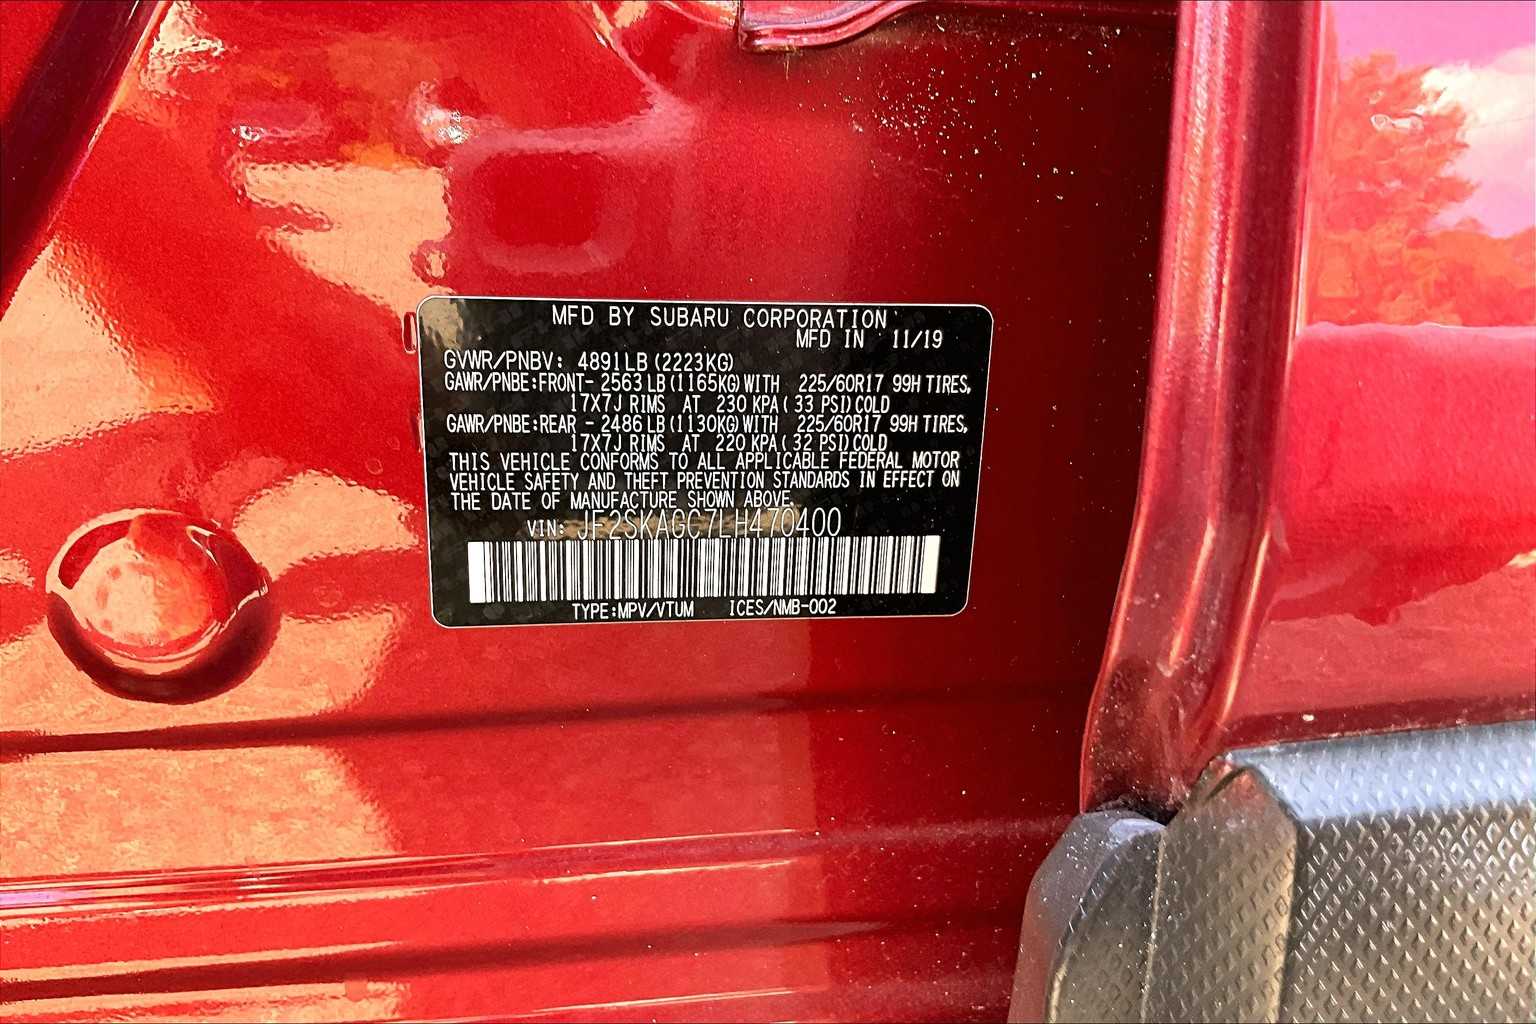 MFD BY SUBARU CORPORATION
MFD IN 11/19
GVWR/PNBV: 4891LB (2223KG)
GAWR/PNBE:FRONT- 2563 LB (1165KG) WITH 225/60R17 99H TIRES,
17X7J RIMS AT 230 KPA ( 33 PSI) COLD
GAWR/PNBE:REAR - 2486 LB (1130KG) WITH 225/60R17 99H TIRES,
17X7J RIMS AT 220 KPA ( 32 PSI) COLD
THIS VEHICLE CONFORMS TO ALL APPLICABLE FEDERAL MOTOR
VEHICLE SAFETY AND THEFT PREVENTION STANDARDS IN EFFECT ON
THE DATE OF MANUFACTURE SHOWN ABOVE.
VIN: JF2SKAGC7LH470400
TYPE:MPV/VTUM ICES/NMB-002